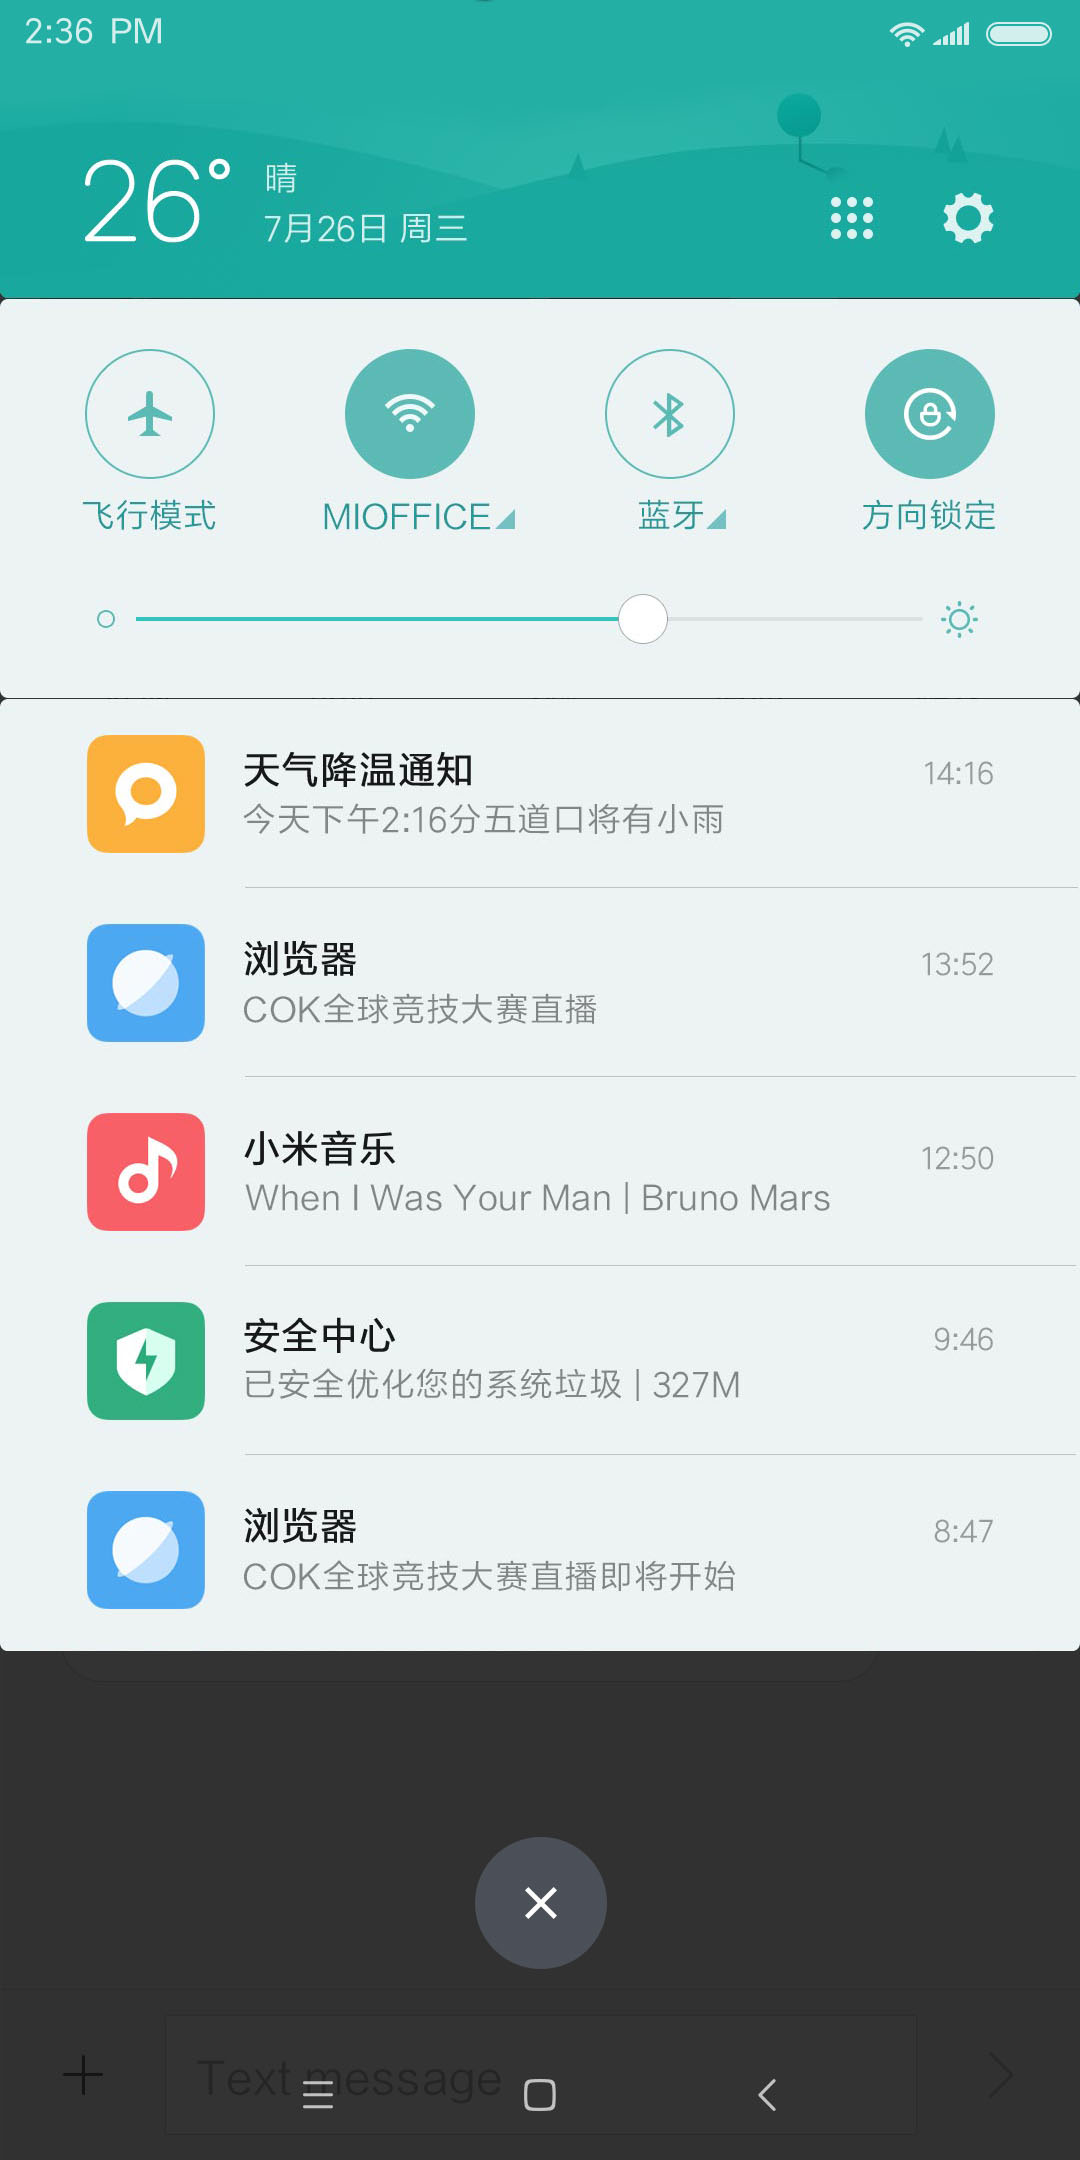 2:36 PM
26°
晴
7月26日 周三
飞行模式
MIOFFICE
蓝牙
方向锁定
天气降温通知
14:16
今天下午2:16分五道口将有小雨
浏览器
13:52
COK全球竞技大赛直播
小米音乐
12:50
When I Was Your Man | Bruno Mars
安全中心
9:46
已安全优化您的系统垃圾 | 327M
浏览器
8:47
COK全球竞技大赛直播即将开始
Text message